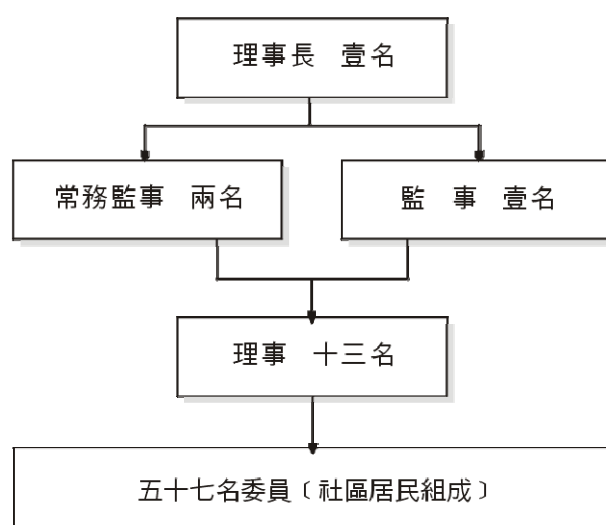 理事長 壹名
常務監事 兩名
監 事 壹名
理事 十三名
五十七名委員﹝社區居民組成﹞